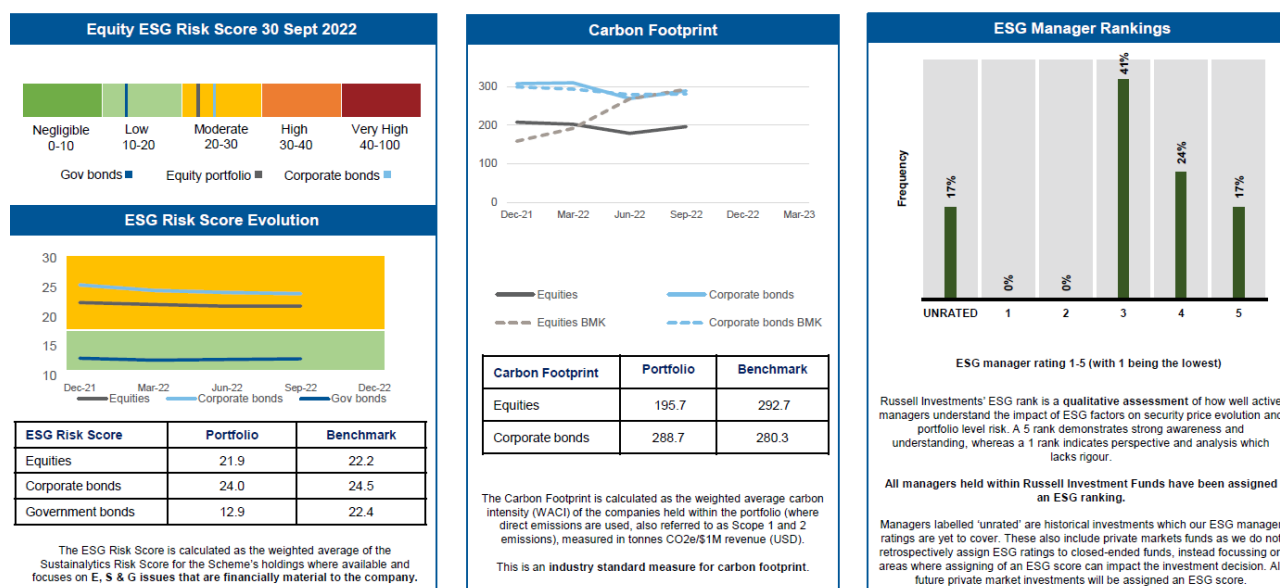 Equity ESG Risk Score 30 Sept 2022
Negligible Low Moderate High Very High
0-10 10-20 20-30 30-40 40-100
Gov bonds Equity portfolio Corporate bonds
ESG Risk Score Evolution
30
25
20
15
10
Dec-21 Mar-22 Jun-22 Sep-22 Dec-22
Equities Corporate bonds Gov bonds
ESG Risk Score Portfolio Benchmark
Equities 21.9 22.2
Corporate bonds 24.0 24.5
Government bonds 12.9 22.4
The ESG Risk Score is calculated as the weighted average of the
Sustainalytics Risk Score for the Scheme's holdings where available and
focuses on E, S & G issues that are financially material to the company.
Carbon Footprint
300
200
100
0
Dec-21 Mar-22 Jun-22 Sep-22 Dec-22 Mar-23
Equities Corporate bonds
Equities BMK Corporate bonds BMK
Carbon Footprint Portfolio Benchmark
Equities 195.7 292.7
Corporate bonds 288.7 280.3
The Carbon Footprint is calculated as the weighted average carbon
intensity (WACI) of the companies held within the portfolio (where
direct emissions are used, also referred to as Scope 1 and 2
emissions), measured in tonnes CO2e/$1M revenue (USD).
This is an industry standard measure for carbon footprint.
ESG Manager Rankings
Frequency
17% 0% 0% 41% 24% 17%
UNRATED 1 2 3 4 5
ESG manager rating 1-5 (with 1 being the lowest)
Russell Investments' ESG rank is a qualitative assessment of how well active
managers understand the impact of ESG factors on security price evolution and
portfolio level risk. A 5 rank demonstrates strong awareness and
understanding, whereas a 1 rank indicates perspective and analysis which
lacks rigour.
All managers held within Russell Investment Funds have been assigned
an ESG ranking.
Managers labelled 'unrated' are historical investments which our ESG manager
ratings are yet to cover. These also include private markets funds as we do not
retrospectively assign ESG ratings to closed-ended funds, instead focussing on
areas where assigning of an ESG score can impact the investment decision. All
future private market investments will be assigned an ESG score.